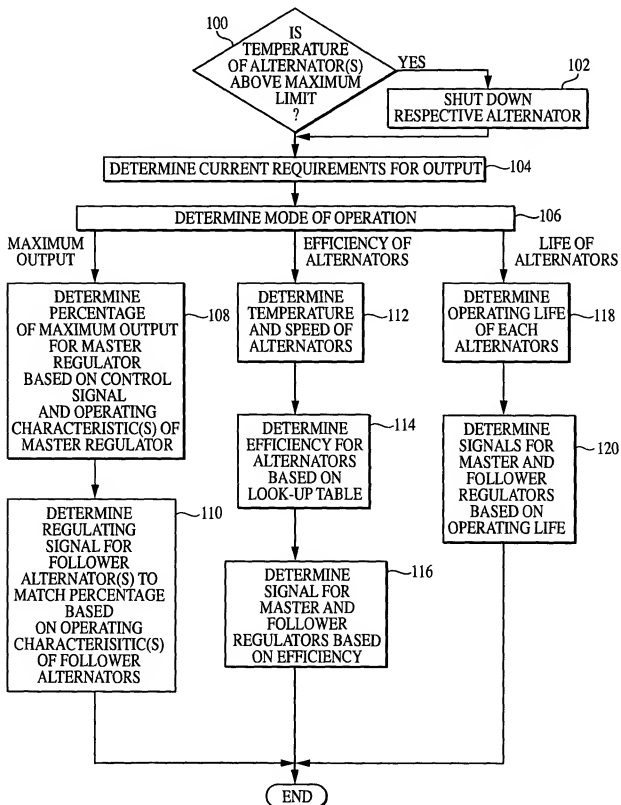 100
IS
TEMPERATURE
OF ALTERNATOR(S)
ABOVE MAXIMUM
LIMIT
?
YES
102
SHUT DOWN
RESPECTIVE ALTERNATOR
DETERMINE CURRENT REQUIREMENTS FOR OUTPUT
104
DETERMINE MODE OF OPERATION
106
MAXIMUM
OUTPUT
EFFICIENCY OF
ALTERNATORS
LIFE OF
ALTERNATORS
DETERMINE
PERCENTAGE
OF MAXIMUM OUTPUT
FOR MASTER
REGULATOR
BASED ON CONTROL
SIGNAL
AND OPERATING
CHARACTERISTIC(S) OF
MASTER REGULATOR
108
DETERMINE
REGULATING
SIGNAL FOR
FOLLOWER
ALTERNATOR(S) TO
MATCH PERCENTAGE
BASED
ON OPERATING
CHARACTERISITIC(S)
OF FOLLOWER
ALTERNATORS
110
DETERMINE
TEMPERATURE
AND SPEED OF
ALTERNATORS
112
DETERMINE
EFFICIENCY FOR
ALTERNATORS
BASED ON
LOOK-UP TABLE
114
DETERMINE
SIGNAL FOR
MASTER AND
FOLLOWER
REGULATORS BASED
ON EFFICIENCY
116
DETERMINE
OPERATING LIFE
OF EACH
ALTERNATORS
118
DETERMINE
SIGNALS FOR
MASTER AND
FOLLOWER
REGULATORS
BASED ON
OPERATING LIFE
120
END